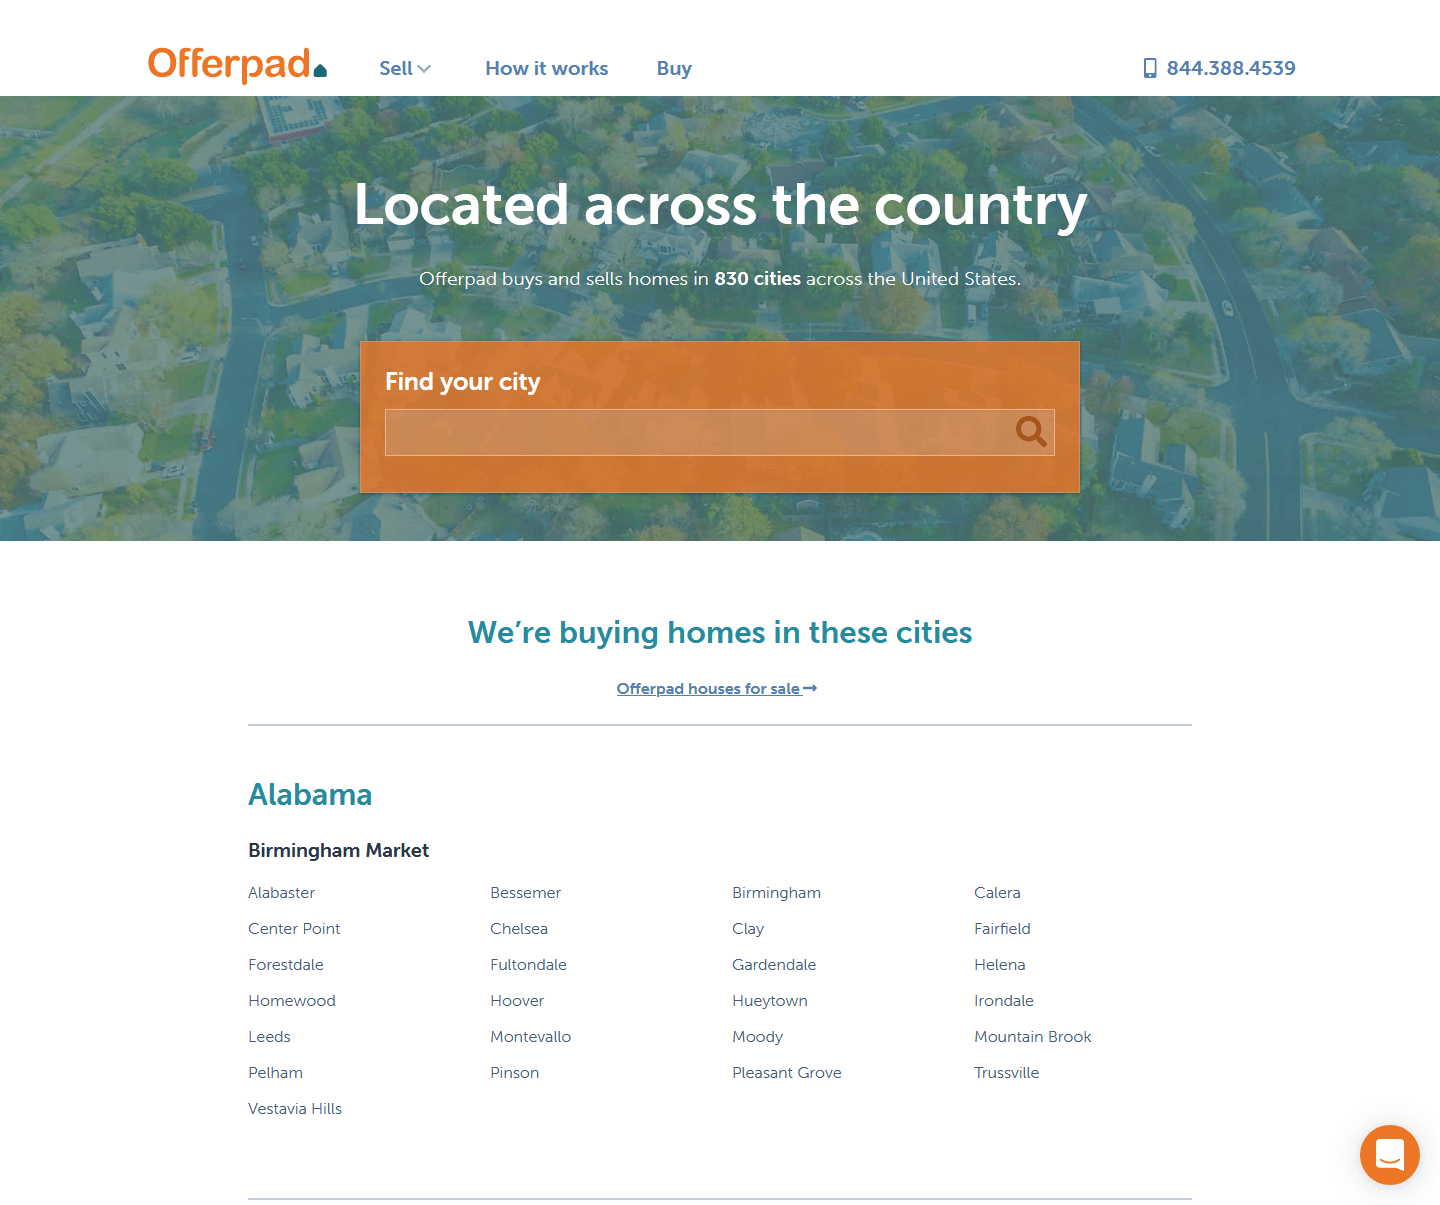 Offerpad
Sell
How it works
Buy
844.388.4539
Located across the country
Offerpad buys and sells homes in 830 cities across the United States.
Find your city
We're buying homes in these cities
Offerpad houses for sale
Alabama
Birmingham Market
Alabaster Bessemer Birmingham Calera
Center Point Chelsea Clay Fairfield
Forestdale Fultondale Gardendale Helena
Homewood Hoover Hueytown Irondale
Leeds Montevallo Moody Mountain Brook
Pelham Pinson Pleasant Grove Trussville
Vestavia Hills